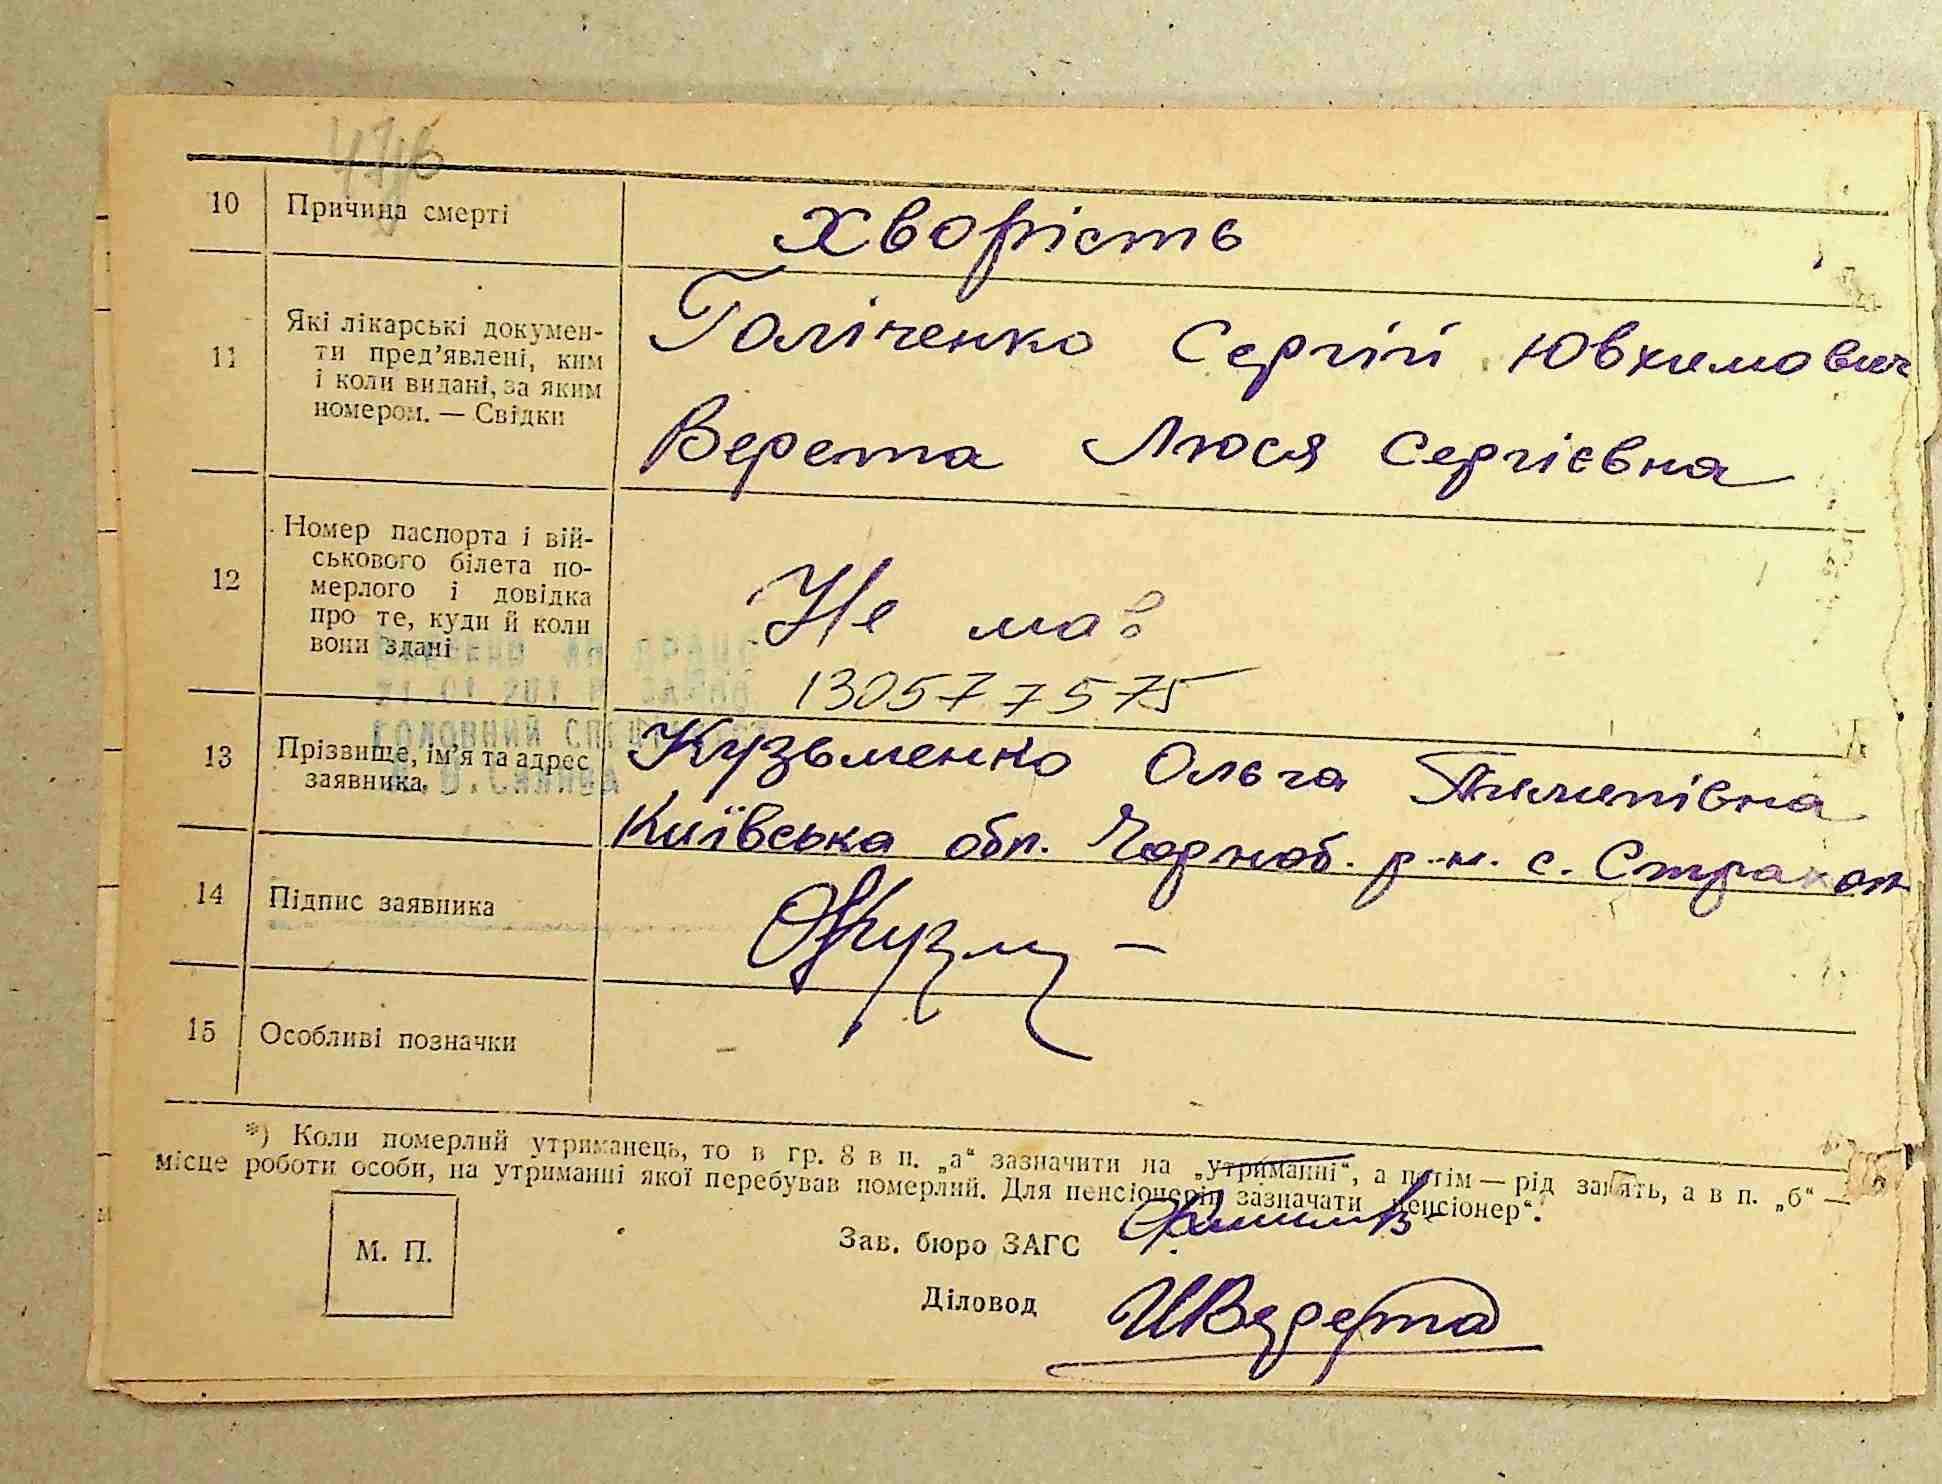 10 Причина смерті хворість
11 Які лікарські докумен-
ти пред'явлені, ким
і коли видані, за яким
номером. — Свідки
Голіченко Сергій Ювхимович
Верета Люся Сергієвна
12 Номер паспорта і вій-
ськового білета по-
мерлого і довідка
про те, куди й коли
вони здані
Не має
130577575
13 Прізвище, ім'я та адрес
заявника
Кузьменко Ольга Пилипівна
Київська обл. Чорноб. р-н. с. Страхол
14 Підпис заявника
15 Особливі позначки –
*) Коли померлий утриманець, то в гр. 8 в п. „а“ зазначити на „утриманні“, а потім — рід занять, а в п. „б“ —
місце роботи особи, на утриманні якої перебував померлий. Для пенсіонерів зазначати „пенсіонер“.
М. П.
Зав. бюро ЗАГС
Діловод